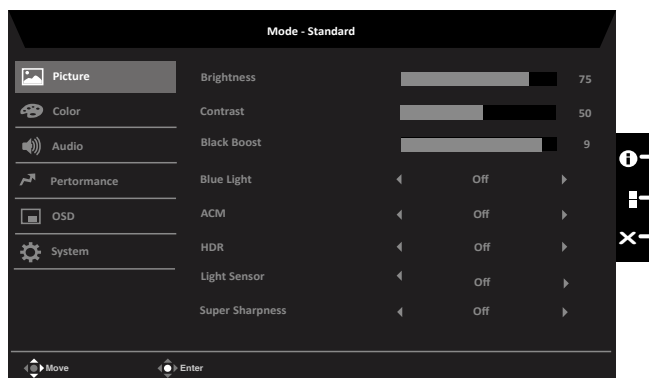 Mode - Standard
Picture
Brightness 75
Color
Contrast 50
Audio
Black Boost 9
Pertormance
Blue Light Off
OSD
ACM Off
System
HDR Off
Light Sensor Off
Super Sharpness Off
Move Enter